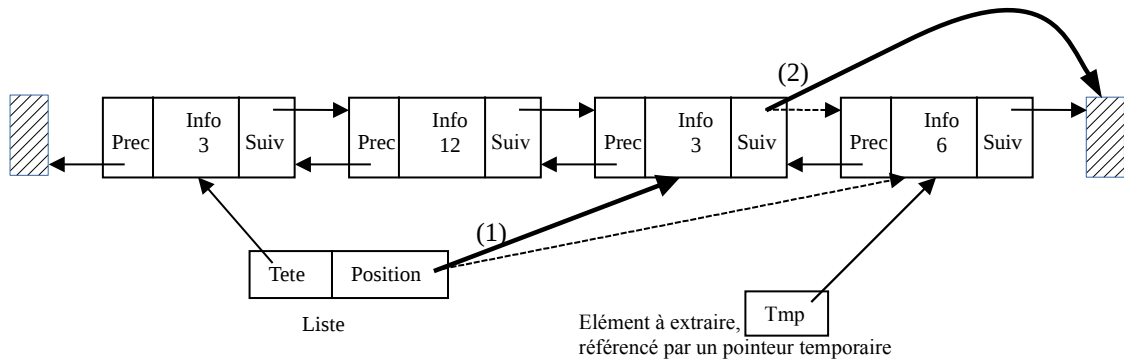 (2)
Prec Info 3 Suiv
Prec Info 12 Suiv
Prec Info 3 Suiv
Prec Info 6 Suiv
(1)
Tete Position
Liste
Tmp
Elément à extraire,
référencé par un pointeur temporaire